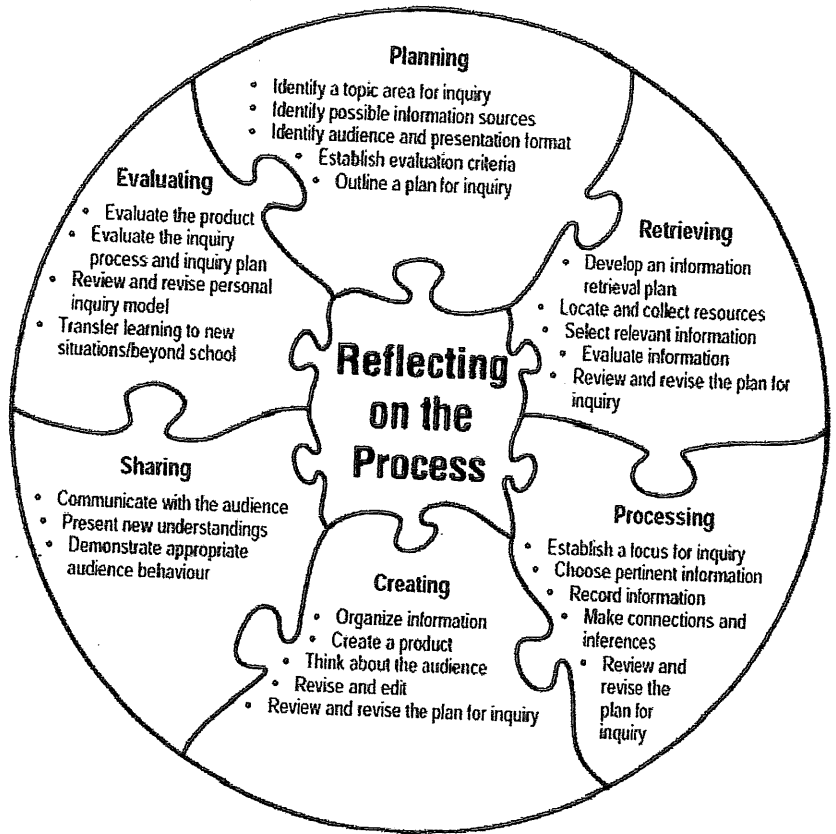 Planning
• Identify a topic area for inquiry
• Identify possible information sources
• Identify audience and presentation format
• Establish evaluation criteria
• Outline a plan for inquiry
Retrieving
• Develop an information
retrieval plan
• Locate and collect resources
• Select relevant information
• Evaluate information
• Review and revise the plan for
inquiry
Processing
• Establish a focus for inquiry
• Choose pertinent information
• Record information
• Make connections and
inferences
• Review and
revise the
plan for
inquiry
Creating
• Organize information
• Create a product
• Think about the audience
• Revise and edit
• Review and revise the plan for inquiry
Sharing
• Communicate with the audience
• Present new understandings
• Demonstrate appropriate
audience behaviour
Evaluating
• Evaluate the product
• Evaluate the inquiry
process and inquiry plan
• Review and revise personal
inquiry model
• Transfer learning to new
situations/beyond school
Reflecting
on the
Process